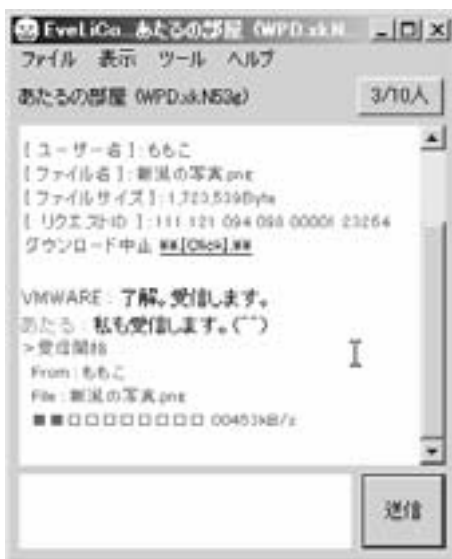 EveLiCo あたるの部屋 (WPD.xk.N
ファイル 表示 ツール ヘルプ
あたるの部屋 (WPD.xk.N53g)
3/10人
[ ユーザー名 ] : ももこ
[ ファイル名 ] : 新潟の写真.png
[ ファイルサイズ ] : 1,723,539Byte
[ リクエストID ] : 111 121 094 098 00001 23264
ダウンロード中止 ##[Click].##
VMWARE : 了解。受信します。
あたる : 私も受信します。(^^)
>受信開始
From : ももこ
File : 新潟の写真.png
■■□□□□□□□□ 00453kB/s
送信